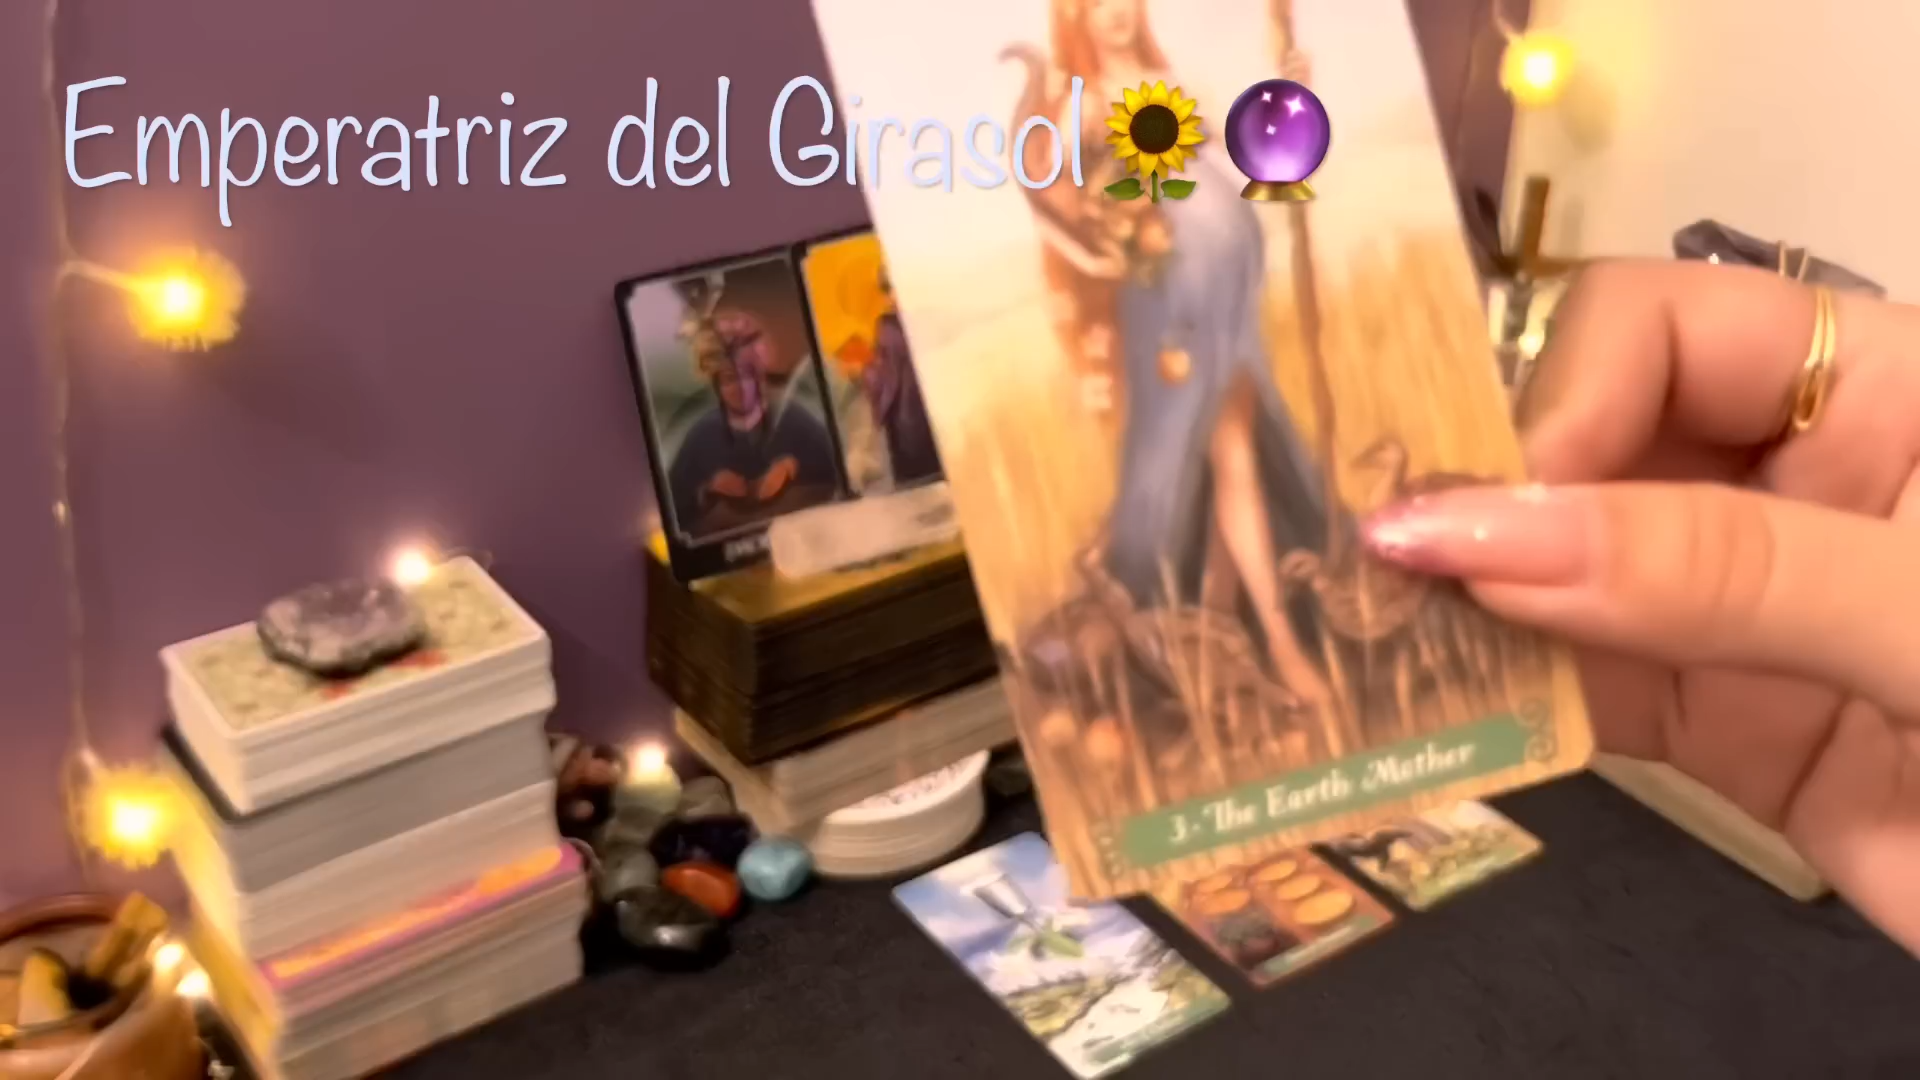 Emperatriz del Girasol🌻🔮
3 · The Earth Mother